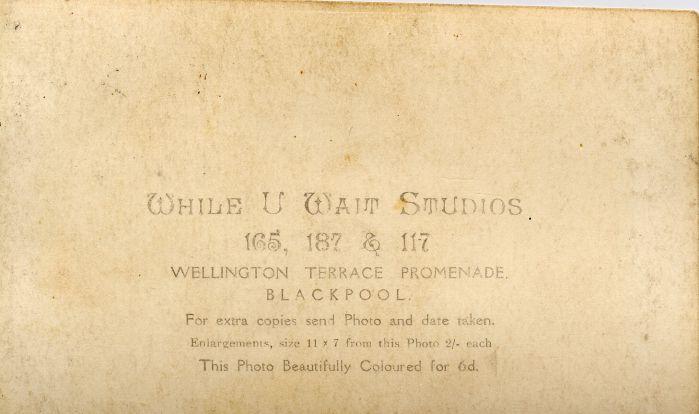 While U Wait Studios
165, 187 & 117
WELLINGTON TERRACE PROMENADE.
BLACKPOOL.
For extra copies send Photo and date taken.
Enlargements, size 11 x 7 from this Photo 2/- each
This Photo Beautifully Coloured for 6d.